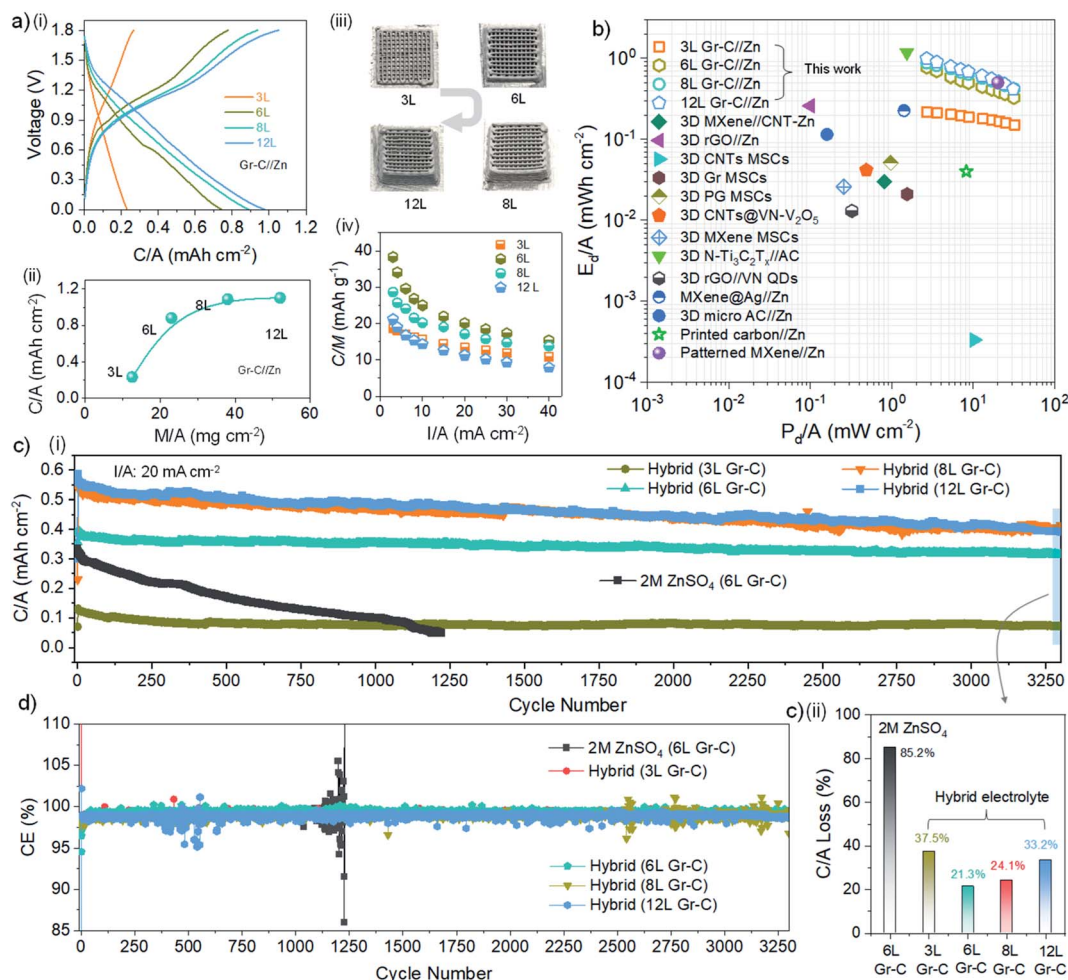 a)
(i)
Voltage (V)
1.8
1.5
1.2
0.9
0.6
0.3
0.0
3L
6L
8L
12L
Gr-C//Zn
0.0 0.2 0.4 0.6 0.8 1.0 1.2
C/A (mAh cm⁻²)
(ii)
C/A (mAh cm⁻²)
1.5
1.2
0.9
0.6
0.3
0.0
3L
6L
8L
12L
Gr-C//Zn
0 20 40 60
M/A (mg cm⁻²)
(iii)
3L 6L
12L 8L
(iv)
C/M (mAh g⁻¹)
50
40
30
20
10
0
3L
6L
8L
12 L
0 10 20 30 40
I/A (mA cm⁻²)
b)
E_d/A (mWh cm⁻²)
10⁰
10⁻¹
10⁻²
10⁻³
10⁻⁴
3L Gr-C//Zn
6L Gr-C//Zn
8L Gr-C//Zn
12L Gr-C//Zn
This work
3D MXene//CNT-Zn
3D rGO//Zn
3D CNTs MSCs
3D Gr MSCs
3D PG MSCs
3D CNTs@VN-V₂O₅
3D MXene MSCs
3D N-Ti₃C₂Tₓ//AC
3D rGO//VN QDs
MXene@Ag//Zn
3D micro AC//Zn
Printed carbon//Zn
Patterned MXene//Zn
10⁻³ 10⁻² 10⁻¹ 10⁰ 10¹ 10²
P_d/A (mW cm⁻²)
c)
(i)
C/A (mAh cm⁻²)
0.6
0.5
0.4
0.3
0.2
0.1
0.0
I/A: 20 mA cm⁻²
Hybrid (3L Gr-C)
Hybrid (8L Gr-C)
Hybrid (6L Gr-C)
Hybrid (12L Gr-C)
2M ZnSO₄ (6L Gr-C)
0 250 500 750 1000 1250 1500 1750 2000 2250 2500 2750 3000 3250
Cycle Number
d)
CE (%)
110
105
100
95
90
85
2M ZnSO₄ (6L Gr-C)
Hybrid (3L Gr-C)
Hybrid (6L Gr-C)
Hybrid (8L Gr-C)
Hybrid (12L Gr-C)
0 250 500 750 1000 1250 1500 1750 2000 2250 2500 2750 3000 3250
Cycle Number
c)
(ii)
C/A Loss (%)
100
80
60
40
20
0
2M ZnSO₄
85.2%
Hybrid electrolyte
37.5%
21.3%
24.1%
33.2%
6L 3L 6L 8L 12L
Gr-C Gr-C Gr-C Gr-C Gr-C